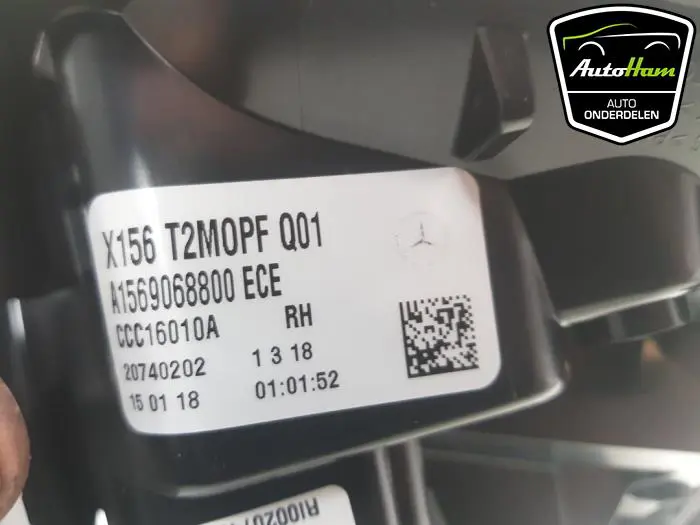 AutoHam
AUTO
ONDERDELEN
X156 T2MOPF Q01
A1569068800 ECE
CCC16010A RH
20740202 1 3 18
15 01 18 01:01:52